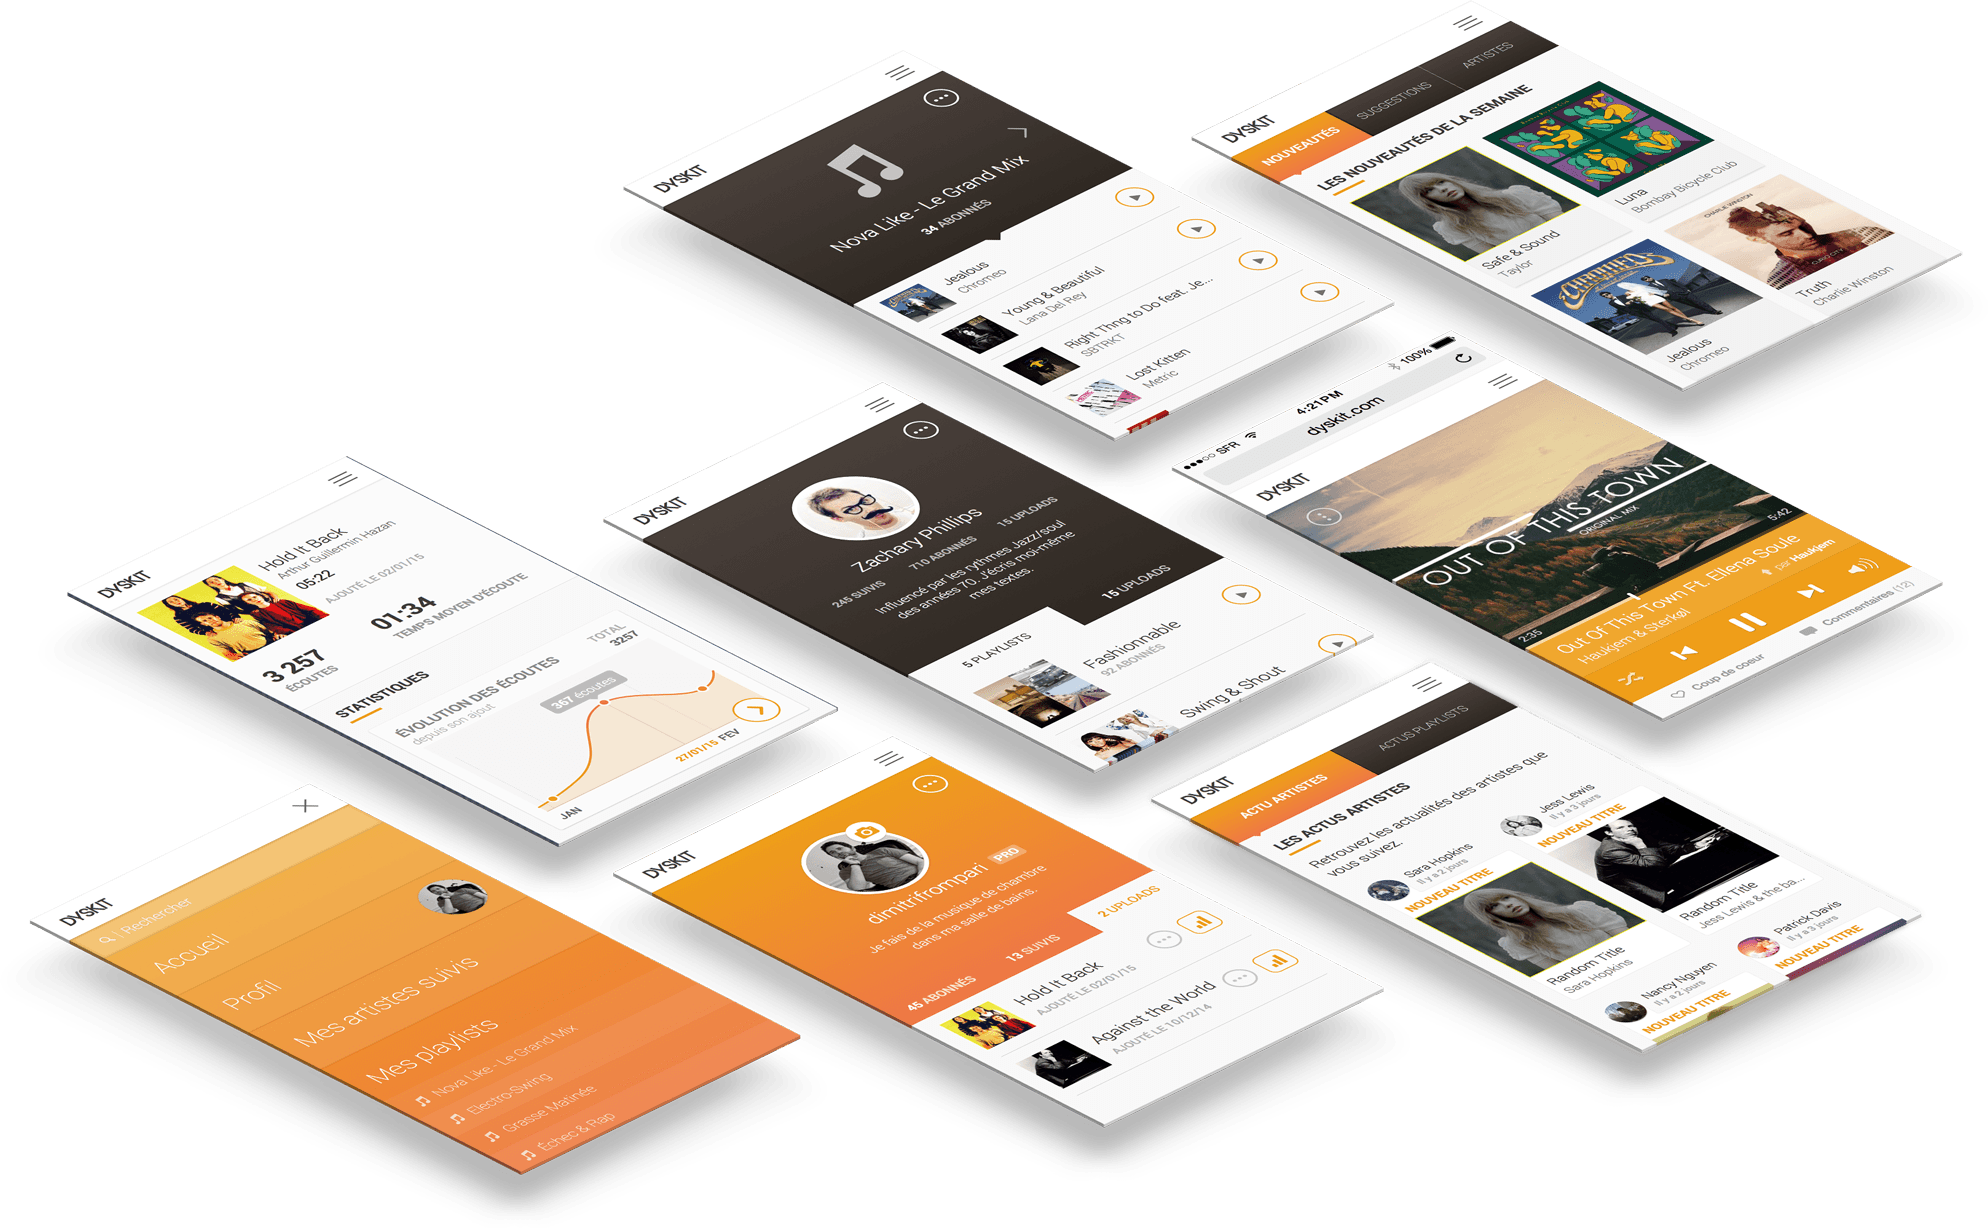 DYSKIT
Nova Like - Le Grand Mix
34 ABONNÉS
Jealous
Chromeo
Young & Beautiful
Lana Del Rey
Right Thng to Do feat. Je...
SBTRKT
Lost Kitten
Metric
DYSKIT
NOUVEAUTÉS
SUGGESTIONS
ARTISTES
LES NOUVEAUTÉS DE LA SEMAINE
Safe & Sound
Taylor
Luna
Bombay Bicycle Club
CHROMEO
Jealous
Chromeo
CHARLIE WINSTON
CURIO CITY
Truth
Charlie Winston
DYSKIT
Hold It Back
Arthur Guillermin Hazan
05:22
AJOUTÉ LE 02/01/15
3 257
ÉCOUTES
01:34
TEMPS MOYEN D'ÉCOUTE
STATISTIQUES
ÉVOLUTION DES ÉCOUTES
depuis son ajout
TOTAL
3257
367 écoutes
JAN
27/01/15
FEV
DYSKIT
Zachary Phillips
245 SUIVIS
710 ABONNÉS
15 UPLOADS
Influencé par les rythmes Jazz/soul
des années 70. J'écris moi-même
mes textes.
5 PLAYLISTS
15 UPLOADS
Fashionnable
92 ABONNÉS
Swing & Shout
SFR
4:21 PM
100%
dyskit.com
DYSKIT
OUT OF THIS TOWN
ORIGINAL MIX
2:35
5:42
Out Of This Town Ft. Ellena Soule
Haukjem & Sterkøl
par Haukjem
Coup de coeur
Commentaires (12)
DYSKIT
Rechercher
Accueil
Profil
Mes artistes suivis
Mes playlists
Nova Like - Le Grand Mix
Electro-Swing
Grasse Matinée
Échec & Rap
DYSKIT
dimitrifrompari PRO
Je fais de la musique de chambre
dans ma salle de bains.
45 ABONNÉS
13 SUIVIS
2 UPLOADS
Hold It Back
AJOUTÉ LE 02/01/15
Against the World
AJOUTÉ LE 10/12/14
DYSKIT
ACTU ARTISTES
ACTUS PLAYLISTS
LES ACTUS ARTISTES
Retrouvez les actualités des artistes que
vous suivez.
Sara Hopkins
Il y a 2 jours
NOUVEAU TITRE
Random Title
Sara Hopkins
Jess Lewis
Il y a 3 jours
NOUVEAU TITRE
Random Title
Jess Lewis & the ba...
Nancy Nguyen
Il y a 2 jours
NOUVEAU TITRE
Patrick Davis
Il y a 3 jours
NOUVEAU TITRE